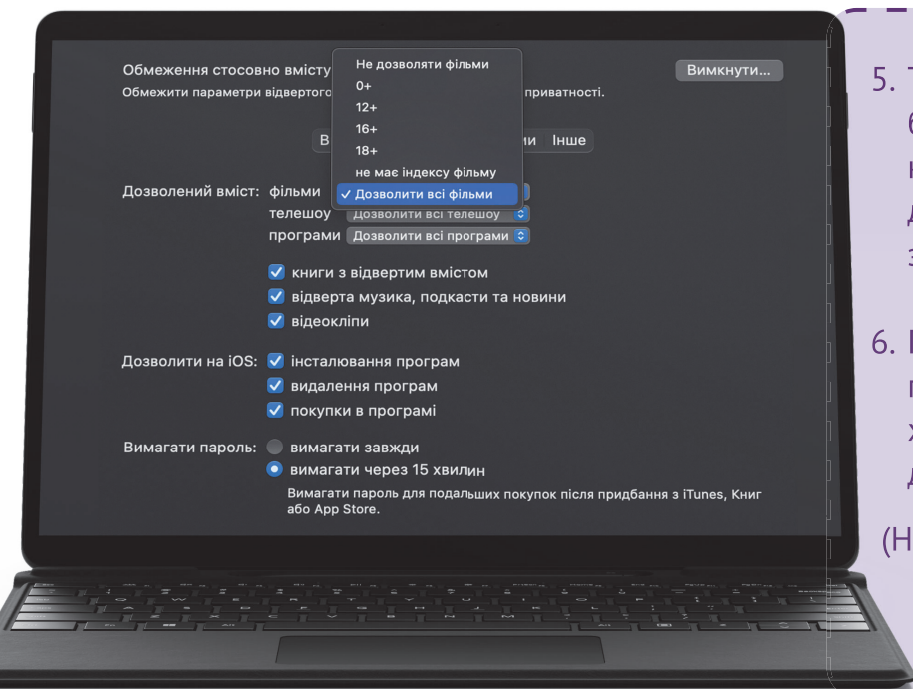 Обмеження стосовно вмісту
Обмежити параметри відвертого
приватності.
Вимкнути...
Не дозволяти фільми
0+
12+
16+
18+
не має індексу фільму
✓ Дозволити всі фільми
Інше
Дозволений вміст: фільми
телешоу Дозволити всі телешоу
програми Дозволити всі програми
книги з відвертим вмістом
відверта музика, подкасти та новини
відеокліпи
Дозволити на iOS: інсталювання програм
видалення програм
покупки в програмі
Вимагати пароль: вимагати завжди
вимагати через 15 хвилин
Вимагати пароль для подальших покупок після придбання з iTunes, Книг
або App Store.
5.
6.